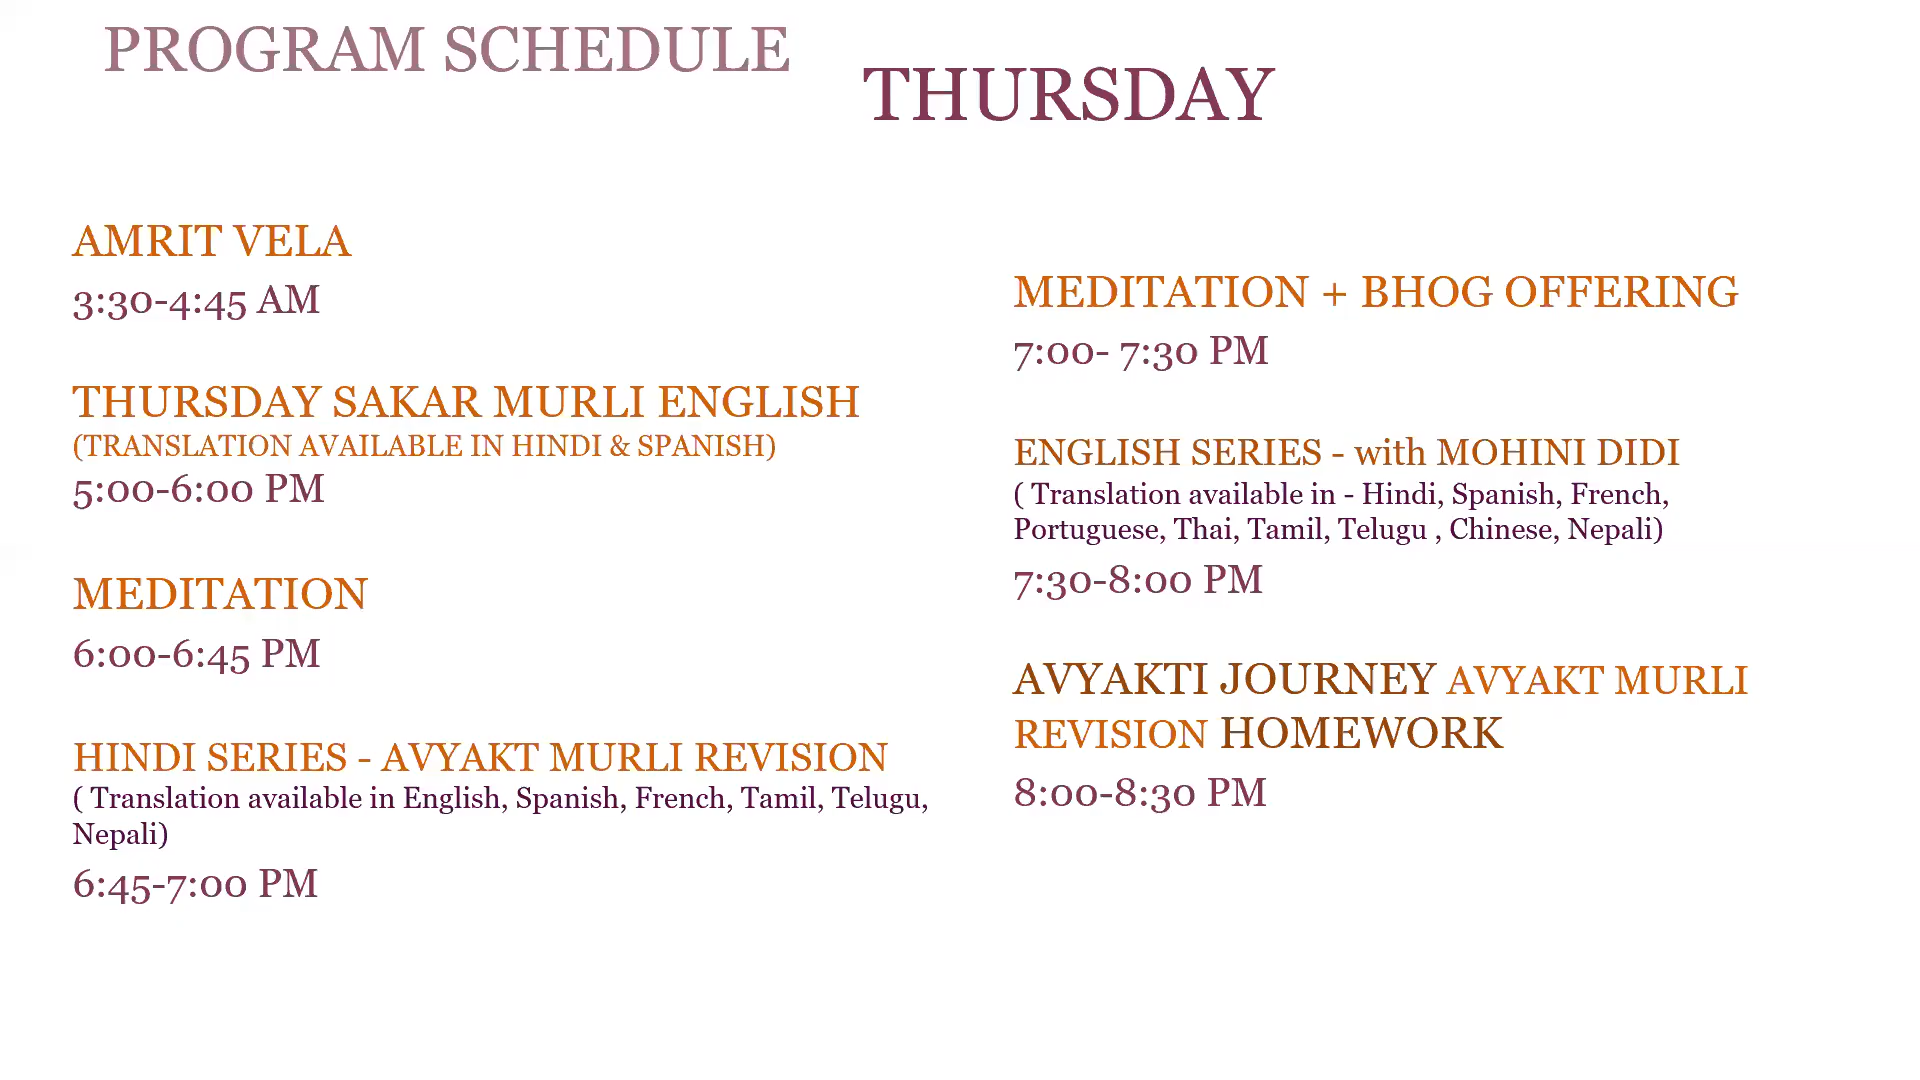 PROGRAM SCHEDULE
THURSDAY
AMRIT VELA
3:30-4:45 AM
THURSDAY SAKAR MURLI ENGLISH
(TRANSLATION AVAILABLE IN HINDI & SPANISH)
5:00-6:00 PM
MEDITATION
6:00-6:45 PM
HINDI SERIES - AVYAKT MURLI REVISION
( Translation available in English, Spanish, French, Tamil, Telugu,
Nepali)
6:45-7:00 PM
MEDITATION + BHOG OFFERING
7:00- 7:30 PM
ENGLISH SERIES - with MOHINI DIDI
( Translation available in - Hindi, Spanish, French,
Portuguese, Thai, Tamil, Telugu , Chinese, Nepali)
7:30-8:00 PM
AVYAKTI JOURNEY AVYAKT MURLI
REVISION HOMEWORK
8:00-8:30 PM